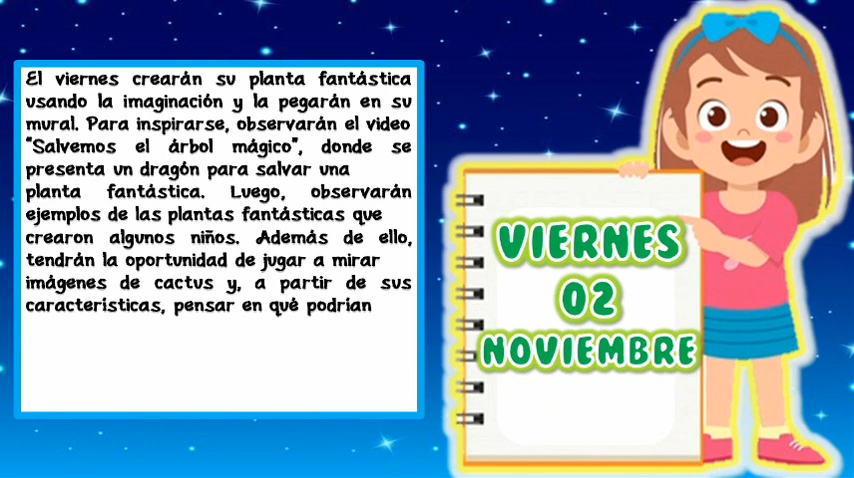 El viernes crearán su planta fantástica
usando la imaginación y la pegarán en su
mural. Para inspirarse, observarán el video
"Salvemos el árbol mágico", donde se
presenta un dragón para salvar una
planta fantástica. Luego, observarán
ejemplos de las plantas fantásticas que
crearon algunos niños. Además de ello,
tendrán la oportunidad de jugar a mirar
imágenes de cactus y, a partir de sus
características, pensar en qué podrían
VIERNES
02
NOVIEMBRE